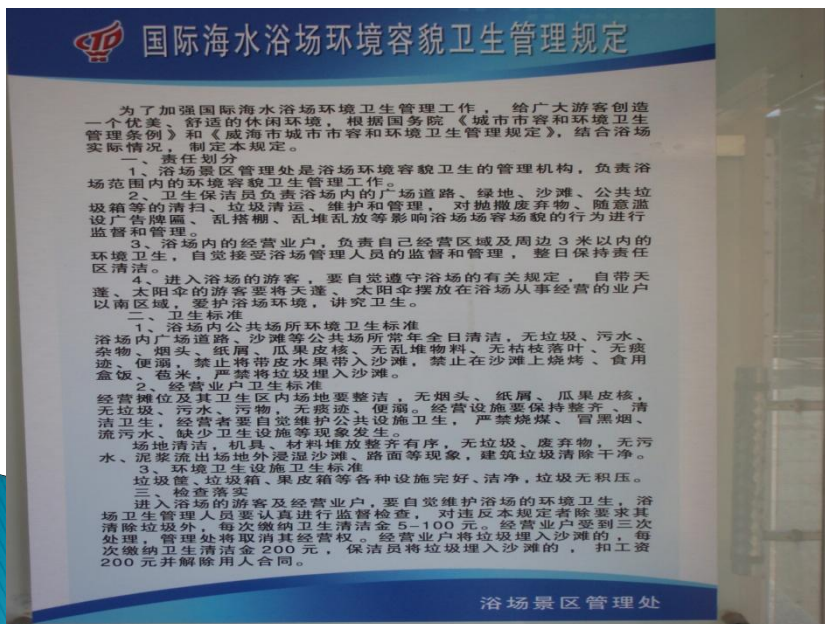 CTD 国际海水浴场环境容貌卫生管理规定
为了加强国际海水浴场环境卫生管理工作，给广大游客创造
一个优美、舒适的休闲环境，根据国务院《城市市容和环境卫生
管理条例》和《威海市城市市容和环境卫生管理规定》，结合浴场
实际情况，制定本规定。
一、责任划分
1、浴场景区管理处是浴场环境容貌卫生的管理机构，负责浴
场范围内的环境容貌卫生管理工作。
2、卫生保洁员负责浴场内的广场道路、绿地、沙滩、公共垃
圾箱等的清扫、垃圾清运、维护和管理，对抛撒废弃物、随意滥
设广告牌匾、乱搭棚、乱堆乱放等影响浴场场容场貌的行为进行
监督和管理。
3、浴场内的经营业户，负责自己经营区域及周边3米以内的
环境卫生，自觉接受浴场管理人员的监督和管理，整日保持责任
区清洁。
4、进入浴场的游客，要自觉遵守浴场的有关规定，自带天
蓬、太阳伞的游客要将天蓬、太阳伞摆放在浴场从事经营的业户
以南区域，爱护浴场环境，讲究卫生。
二、卫生标准
1、浴场内公共场所环境卫生标准
浴场内广场道路、沙滩等公共场所常年全日清洁，无垃圾、污水、
杂物、烟头、纸屑、瓜果皮核、无乱堆物料、无枯枝落叶、无痰
迹、便溺，禁止将带皮水果带入沙滩，禁止在沙滩上烧烤、食用
盒饭、苞米，严禁将垃圾埋入沙滩。
2、经营业户卫生标准
经营摊位及其卫生区内场地要整洁，无烟头、纸屑、瓜果皮核，
无垃圾、污水、污物，无痰迹、便溺。经营设施要保持整齐、清
洁卫生，经营者要自觉维护公共设施卫生，严禁烧煤、冒黑烟、
流污水、缺少卫生设施等现象发生。
场地清洁，机具、材料堆放整齐有序，无垃圾、废弃物，无污
水、泥浆流出场地外浸湿沙滩、路面等现象，建筑垃圾清除干净。
3、环境卫生设施卫生标准
垃圾筐、垃圾箱、果皮箱等各种设施完好、洁净，垃圾无积压。
三、检查落实
进入浴场的游客及经营业户，要自觉维护浴场的环境卫生，浴
场卫生管理人员要认真进行监督检查，对违反本规定者除要求其
清除垃圾外，每次缴纳卫生清洁金5-100元。经营业户受到三次
处理，管理处将取消其经营权。经营业户将垃圾埋入沙滩的，每
次缴纳卫生清洁金200元，保洁员将垃圾埋入沙滩的，扣工资
200元并解除用人合同。
浴场景区管理处